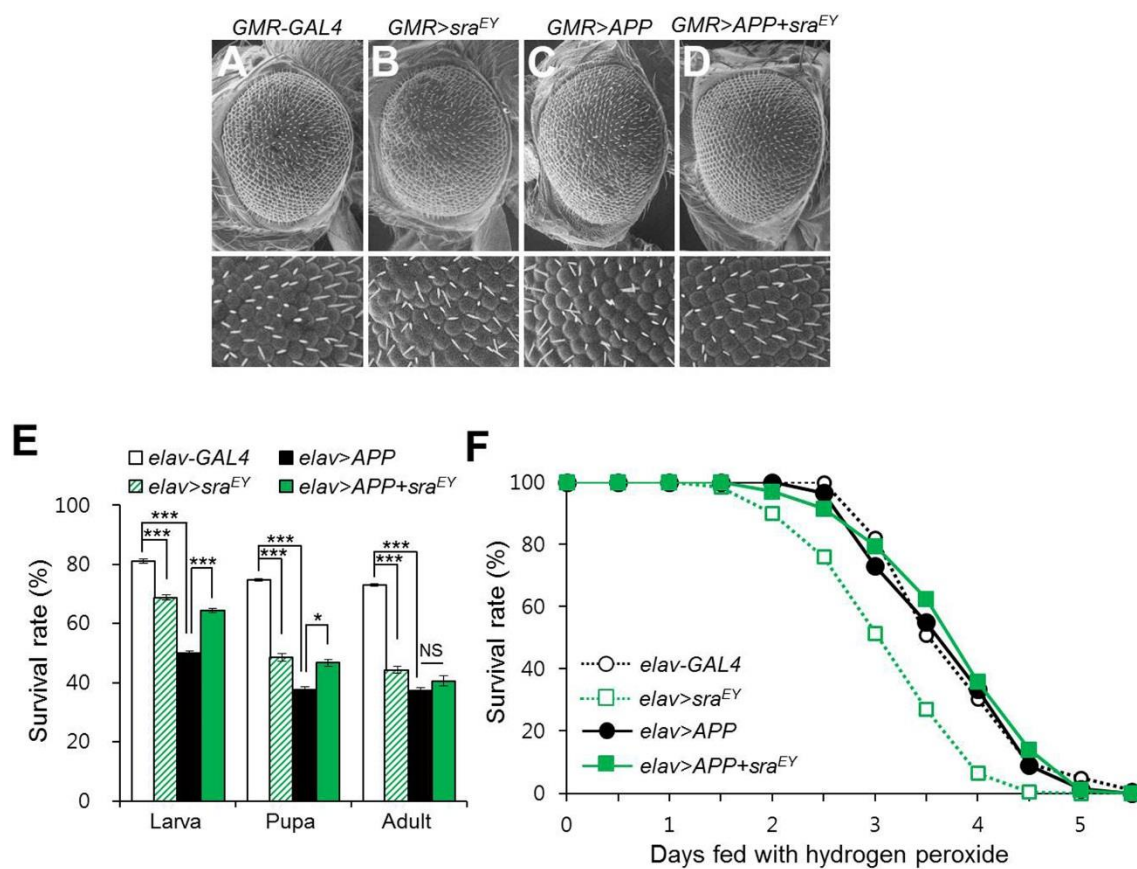 GMR-GAL4 GMR>sra^EY GMR>APP GMR>APP+sra^EY
A B C D
E
elav-GAL4 elav>APP
elav>sra^EY elav>APP+sra^EY
Survival rate (%)
100
80
60
40
20
0
*** *** ***
*** *** *
*** *** NS
Larva Pupa Adult
F
Survival rate (%)
100
80
60
40
20
0
elav-GAL4
elav>sra^EY
elav>APP
elav>APP+sra^EY
0 1 2 3 4 5
Days fed with hydrogen peroxide